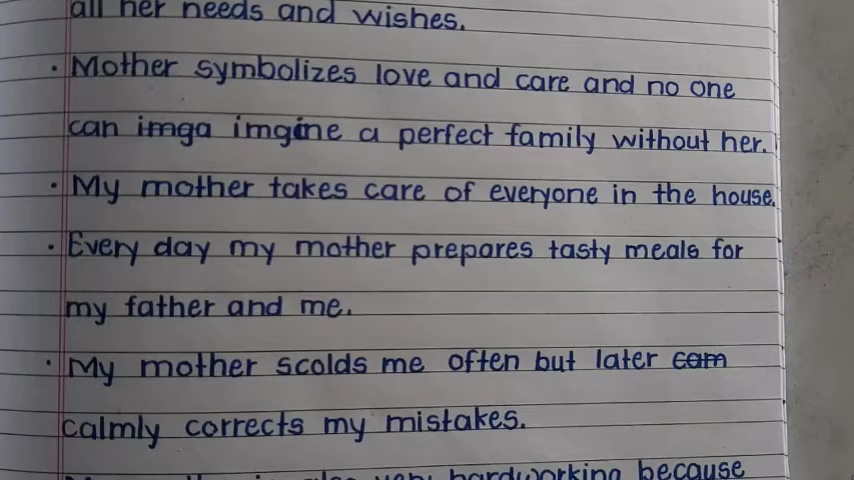 all her needs and wishes.
• Mother symbolizes love and care and no one
can imga imgine a perfect family without her.
• My mother takes care of everyone in the house.
• Every day my mother prepares tasty meals for
my father and me.
• My mother scolds me often but later cam
calmly corrects my mistakes.
very hardworking because